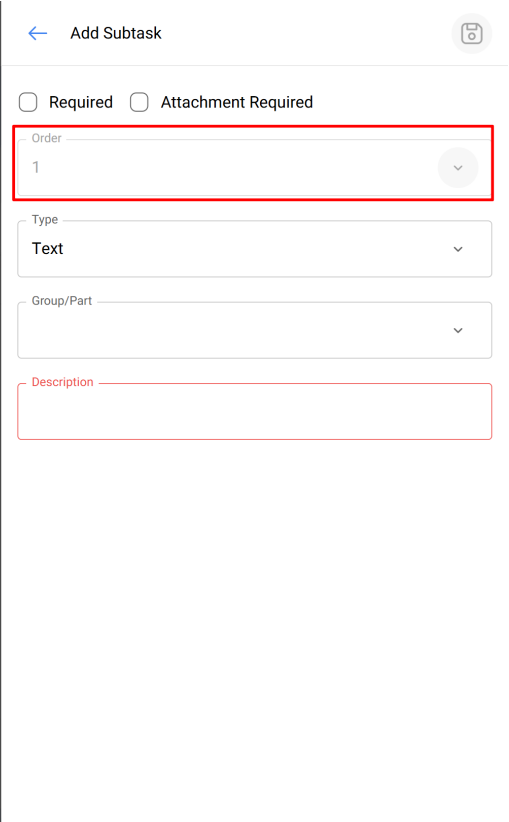 Add Subtask
Required Attachment Required
Order
1
Type
Text
Group/Part
Description